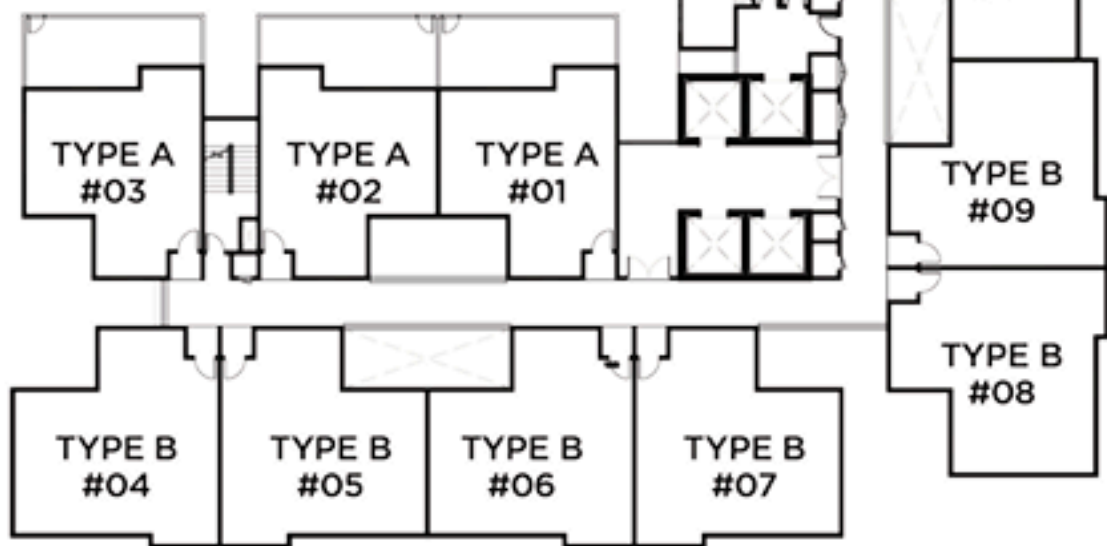 TYPE A
#03
TYPE A
#02
TYPE A
#01
TYPE B
#09
TYPE B
#08
TYPE B
#04
TYPE B
#05
TYPE B
#06
TYPE B
#07